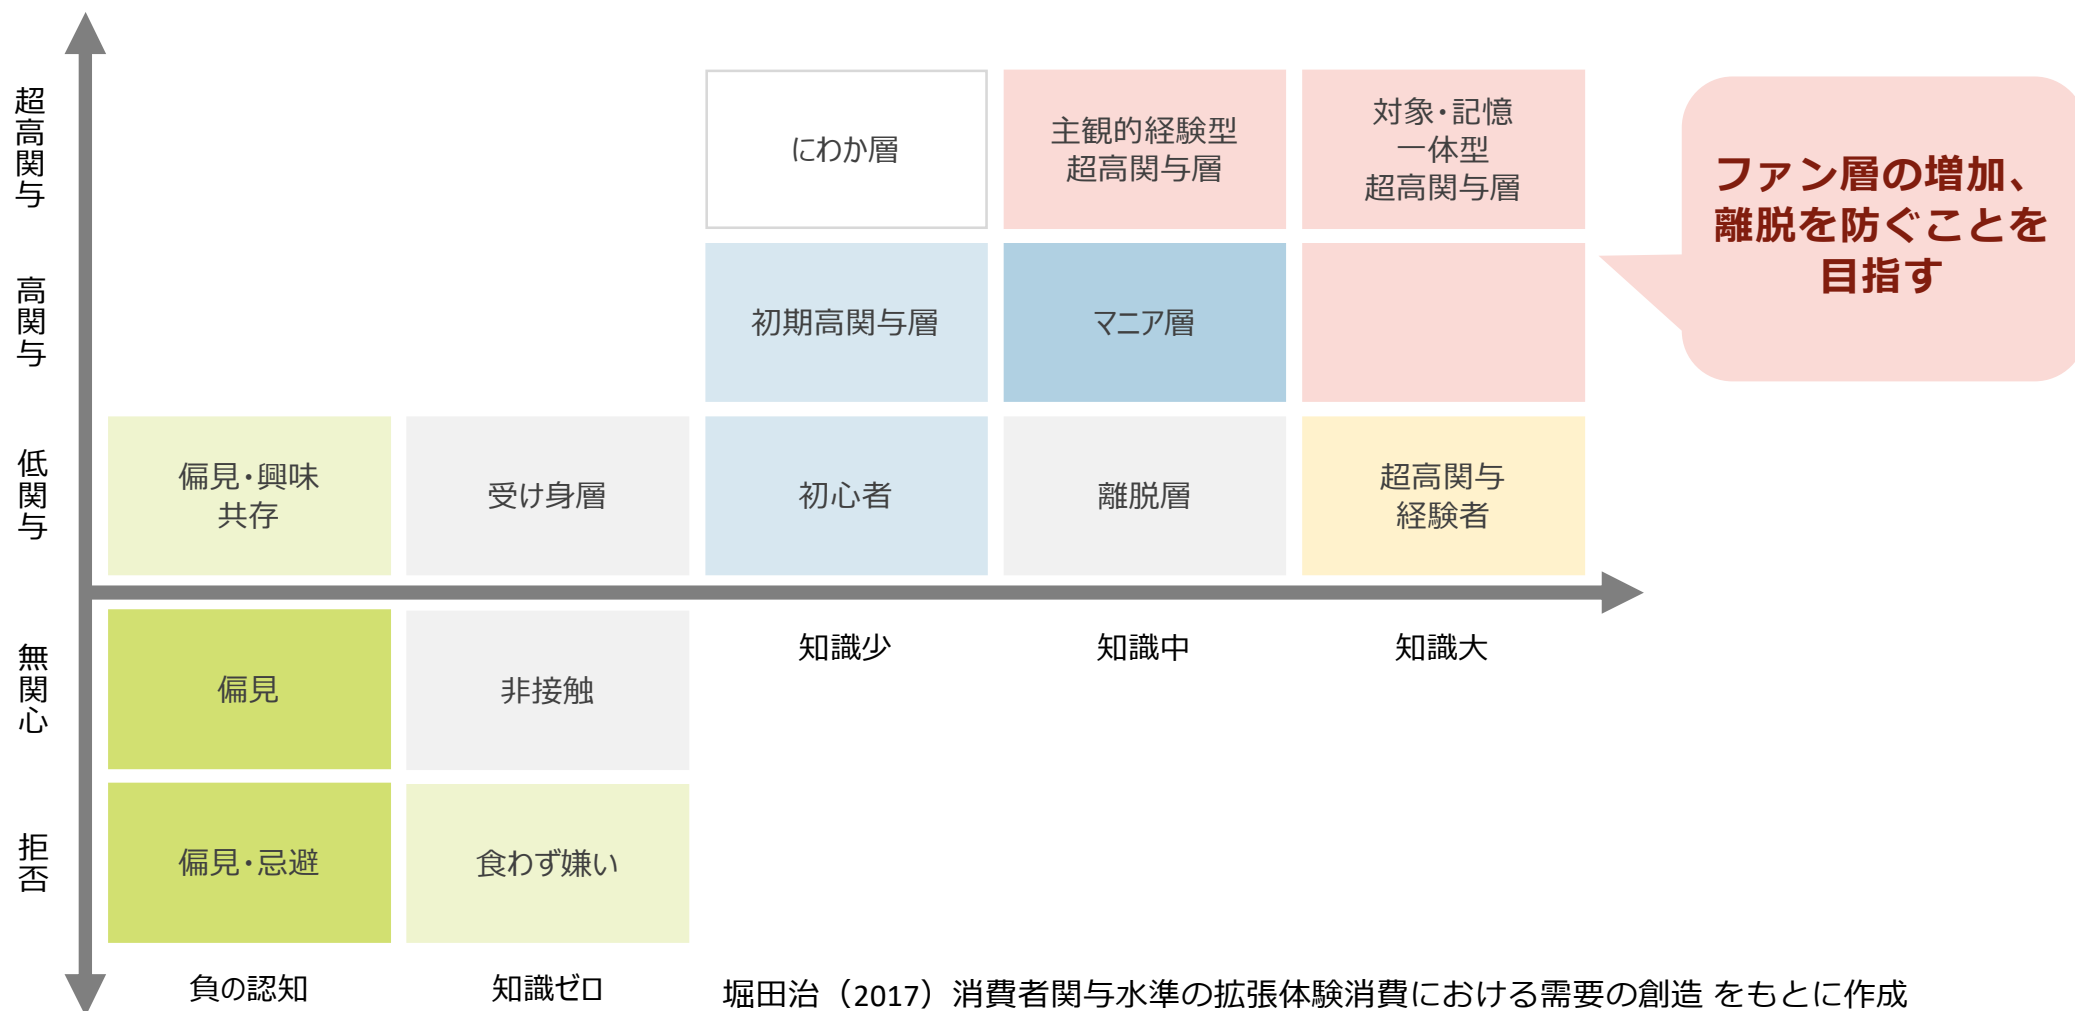 超高関与
にわか層
主観的経験型
超高関与層
対象・記憶
一体型
超高関与層
ファン層の増加、
離脱を防ぐことを
目指す
高関与
初期高関与層
マニア層
低関与
偏見・興味
共存
受け身層
初心者
離脱層
超高関与
経験者
無関心
偏見
非接触
知識少
知識中
知識大
拒否
偏見・忌避
食わず嫌い
負の認知
知識ゼロ
堀田治（2017）消費者関与水準の拡張体験消費における需要の創造 をもとに作成